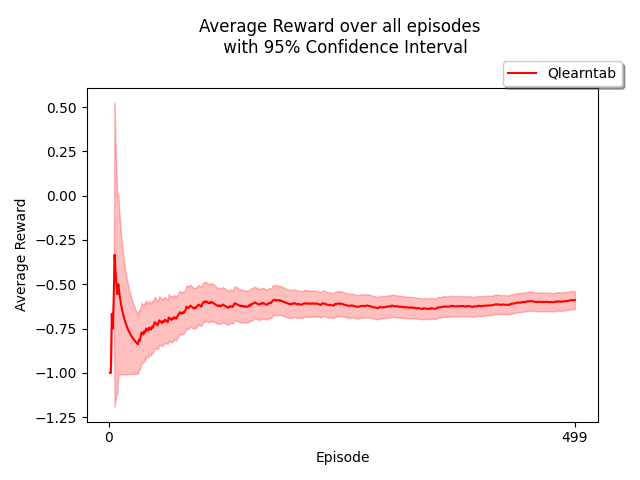 Average Reward over all episodes
with 95% Confidence Interval
Qlearntab
0.50
0.25
0.00
−0.25
−0.50
−0.75
−1.00
−1.25
Average Reward
0
499
Episode